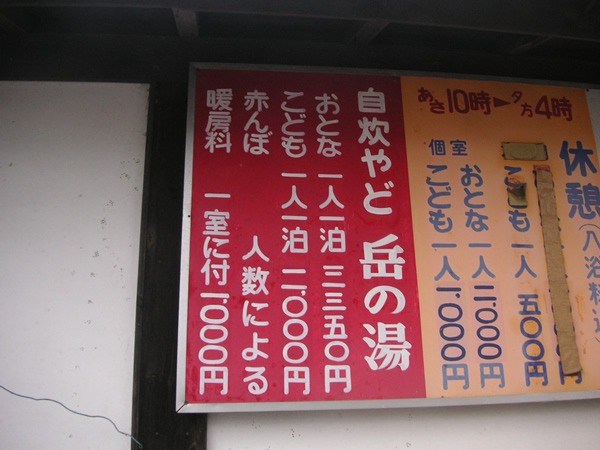 あさ10時▶夕方4時
休憩(入浴料込)
こども 一人 五〇〇円
個室
おとな 一人 二、〇〇〇円
こども 一人 一、〇〇〇円
自炊やど 岳の湯
おとな 一人一泊 三三五〇円
こども 一人一泊 二、〇〇〇円
赤んぼ 人数による
暖房料 一室に付一、〇〇〇円